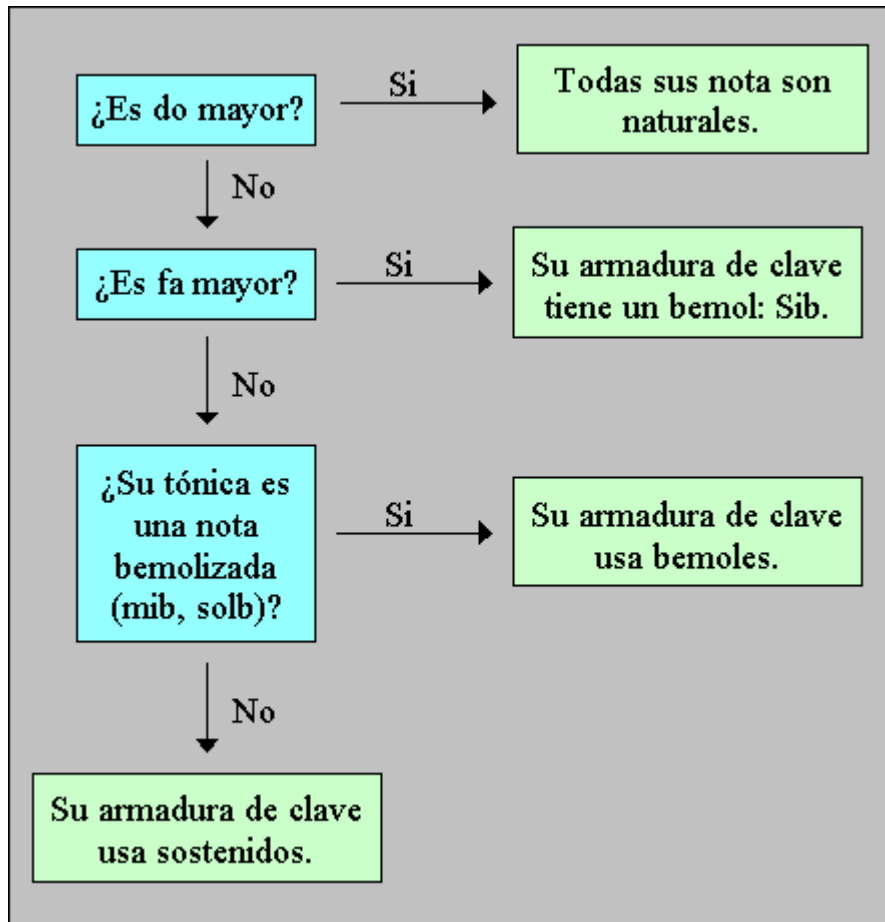 ¿Es do mayor?
Si
Todas sus nota son
naturales.
No
¿Es fa mayor?
Si
Su armadura de clave
tiene un bemol: Sib.
No
¿Su tónica es
una nota
bemolizada
(mib, solb)?
Si
Su armadura de clave
usa bemoles.
No
Su armadura de clave
usa sostenidos.